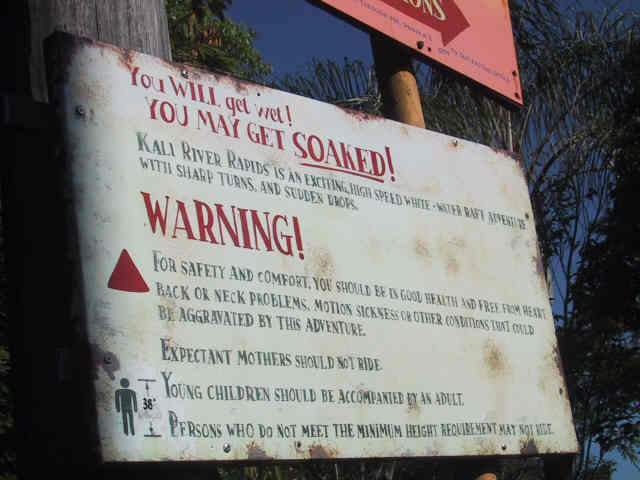 You WILL get wet!
YOU MAY GET SOAKED!
KALI RIVER RAPIDS IS AN EXCITING, HIGH SPEED WHITE-WATER RAFT ADVENTURE
WITH SHARP TURNS, AND SUDDEN DROPS.
WARNING!
FOR SAFETY AND COMFORT, YOU SHOULD BE IN GOOD HEALTH AND FREE FROM HEART
BACK OR NECK PROBLEMS, MOTION SICKNESS OR OTHER CONDITIONS THAT COULD
BE AGGRAVATED BY THIS ADVENTURE.
EXPECTANT MOTHERS SHOULD NOT RIDE.
YOUNG CHILDREN SHOULD BE ACCOMPANIED BY AN ADULT.
38"
PERSONS WHO DO NOT MEET THE MINIMUM HEIGHT REQUIREMENT MAY NOT RIDE.